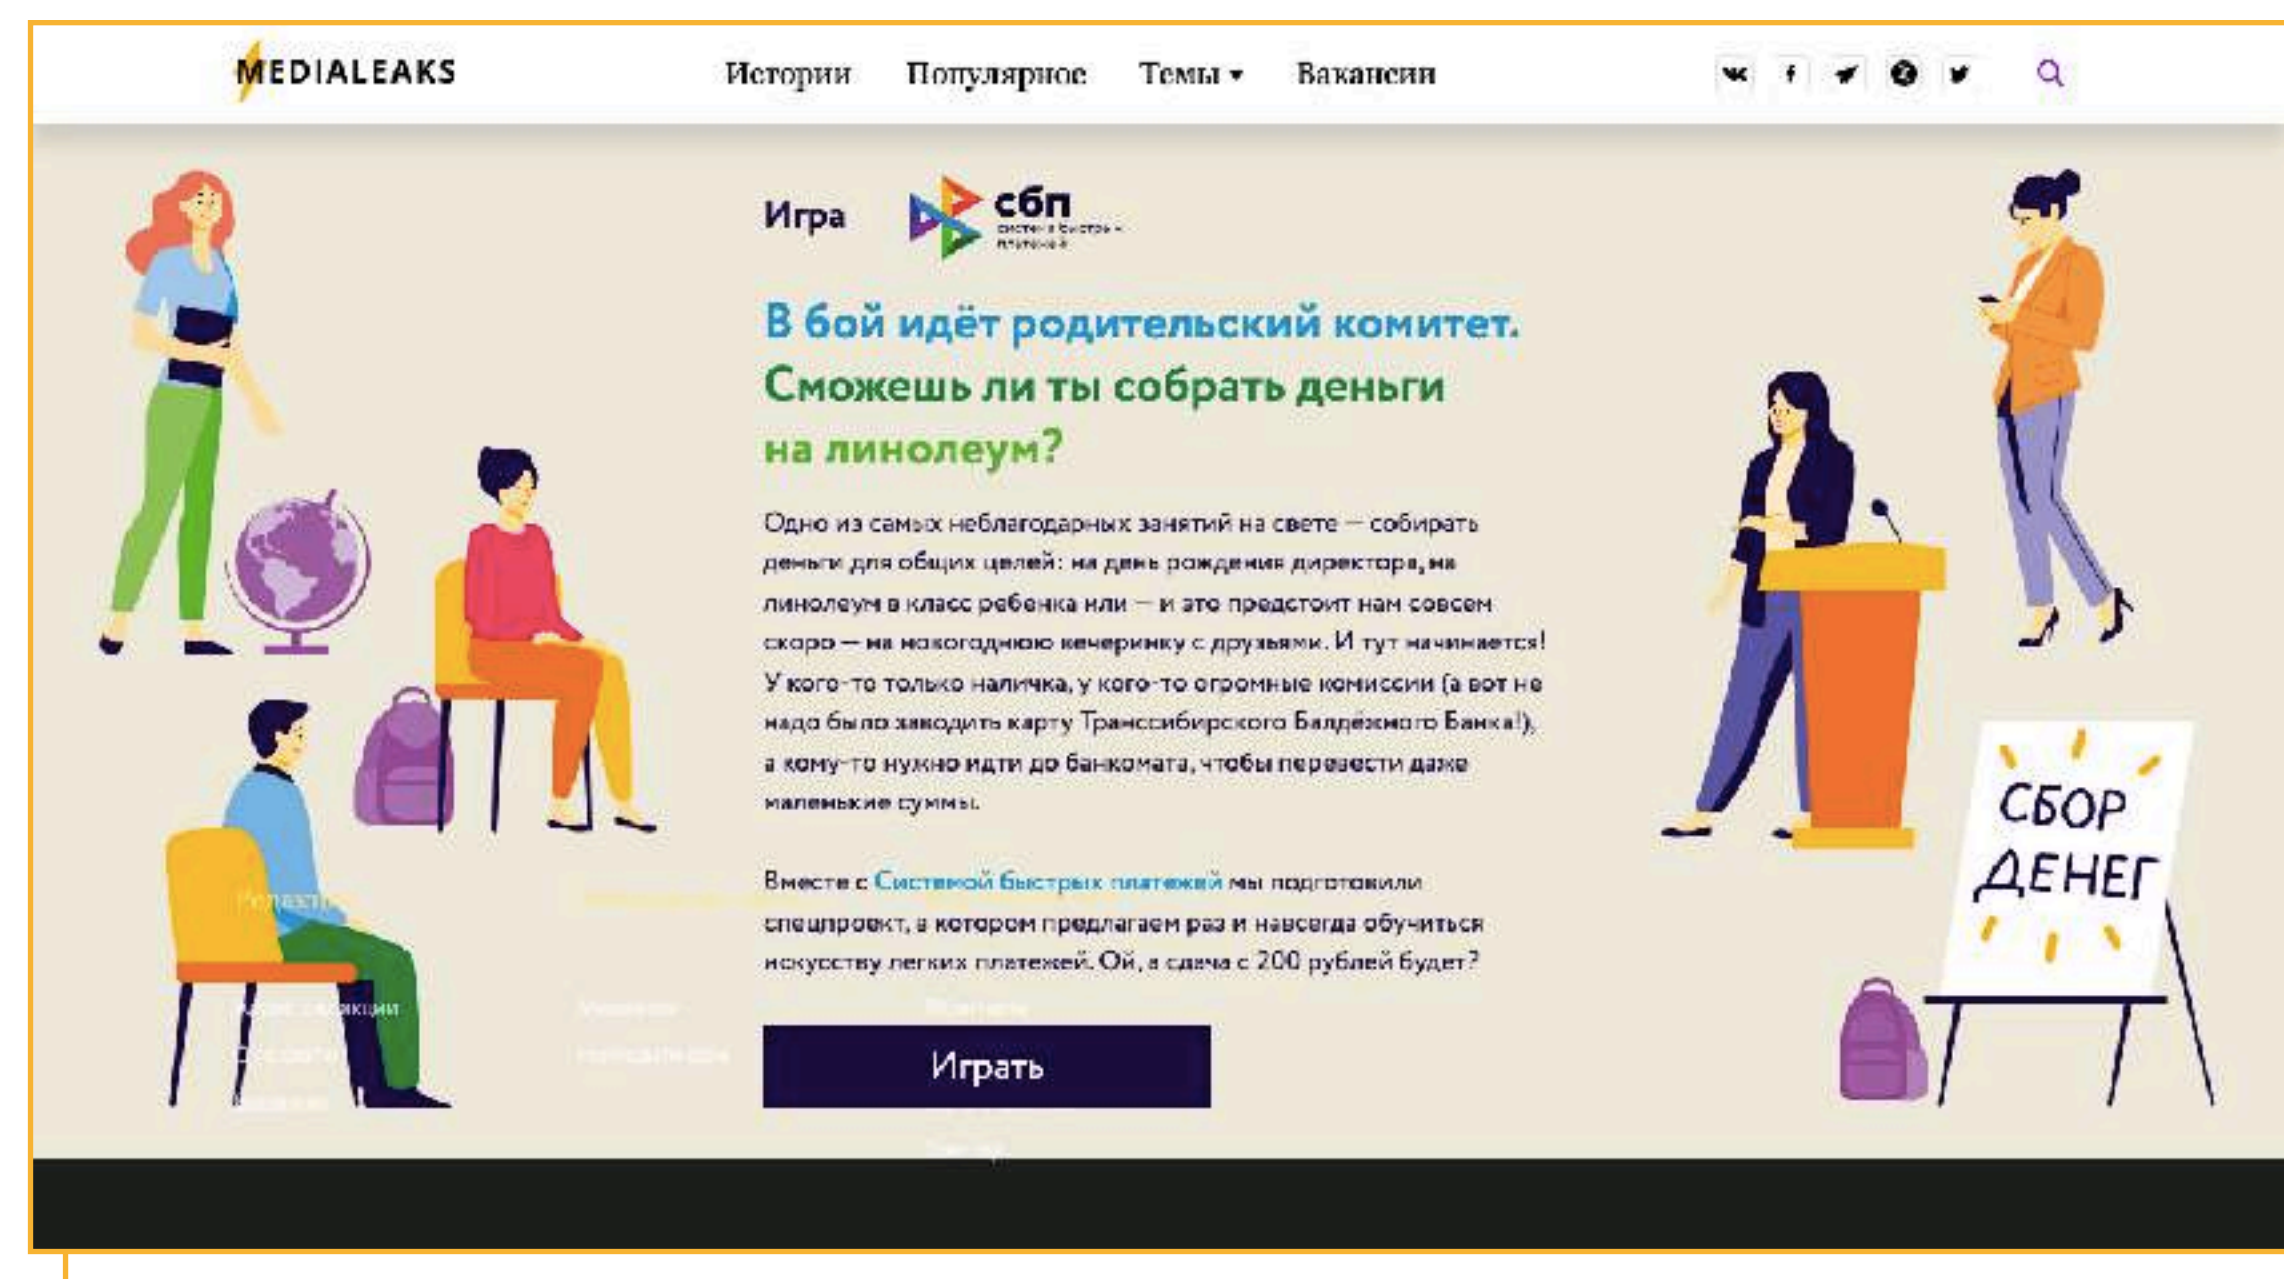 MEDIALEAKS
Истории Популярное Темы Вакансии
Игра
сбп
система быстрых
платежей
В бой идёт родительский комитет.
Сможешь ли ты собрать деньги
на линолеум?
Одно из самых неблагодарных занятий на свете — собирать
деньги для общих целей: на день рождения директора, на
линолеум в класс ребенка или — и это предстоит нам совсем
скоро — на новогоднюю вечеринку с друзьями. И тут начинается!
У кого-то только наличка, у кого-то огромные комиссии (а вот не
надо было заводить карту Транссибирского Балдёжного Банка!),
а кому-то нужно идти до банкомата, чтобы перевести даже
маленькие суммы.
Вместе с Системой быстрых платежей мы подготовили
спецпроект, в котором предлагаем раз и навсегда обучиться
искусству легких платежей. Ой, а сдача с 200 рублей будет?
Играть
СБОР
ДЕНЕГ